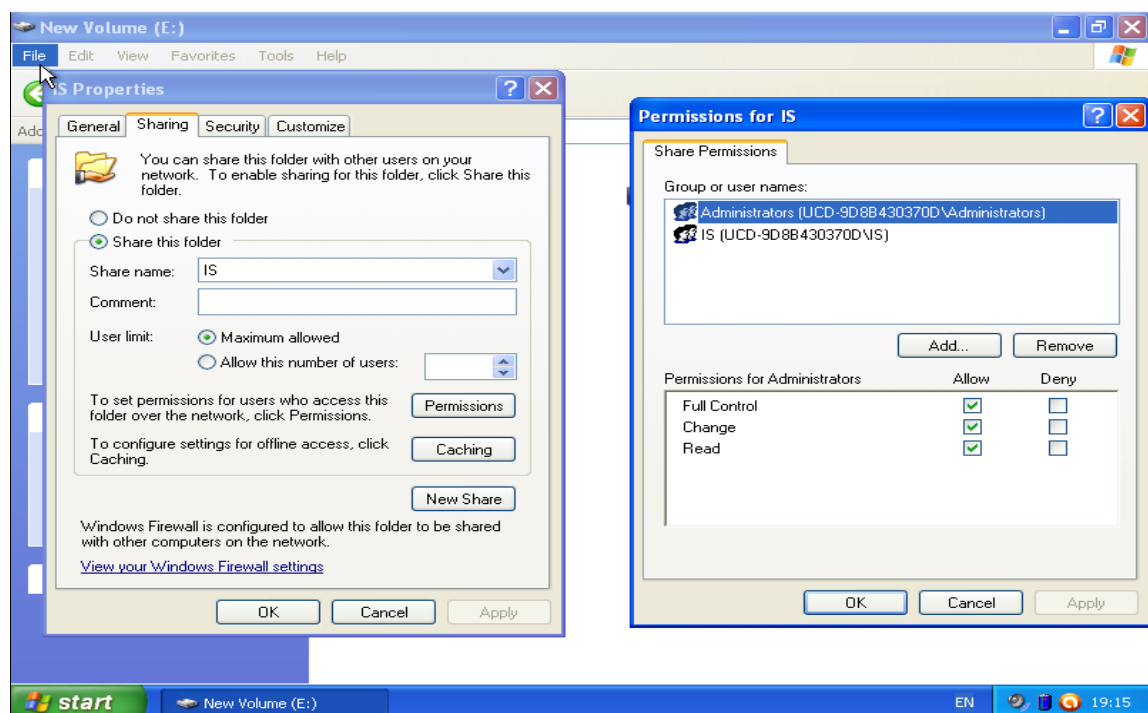 New Volume (E:)
File Edit View Favorites Tools Help
IS Properties
Add
General Sharing Security Customize
You can share this folder with other users on your
network. To enable sharing for this folder, click Share this
folder.
Do not share this folder
Share this folder
Share name: IS
Comment:
User limit: Maximum allowed
Allow this number of users:
To set permissions for users who access this
folder over the network, click Permissions.
Permissions
To configure settings for offline access, click
Caching.
Caching
New Share
Windows Firewall is configured to allow this folder to be shared
with other computers on the network.
View your Windows Firewall settings
OK Cancel Apply
Permissions for IS
Share Permissions
Group or user names:
Administrators (UCD-9D8B430370D\Administrators)
IS (UCD-9D8B430370D\IS)
Add... Remove
Permissions for Administrators Allow Deny
Full Control
Change
Read
OK Cancel Apply
start New Volume (E:) EN 19:15